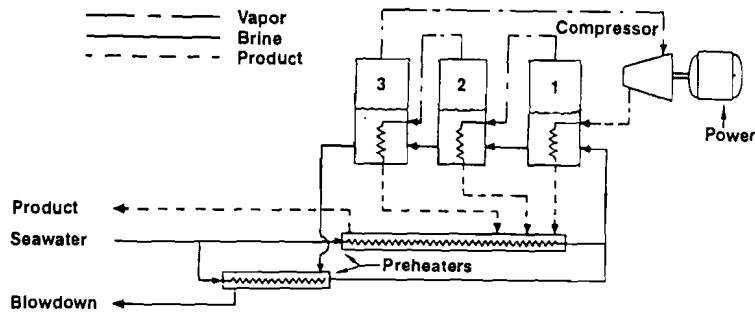 Vapor
Brine
Product
Compressor
3
2
1
Power
Product
Seawater
Preheaters
Blowdown